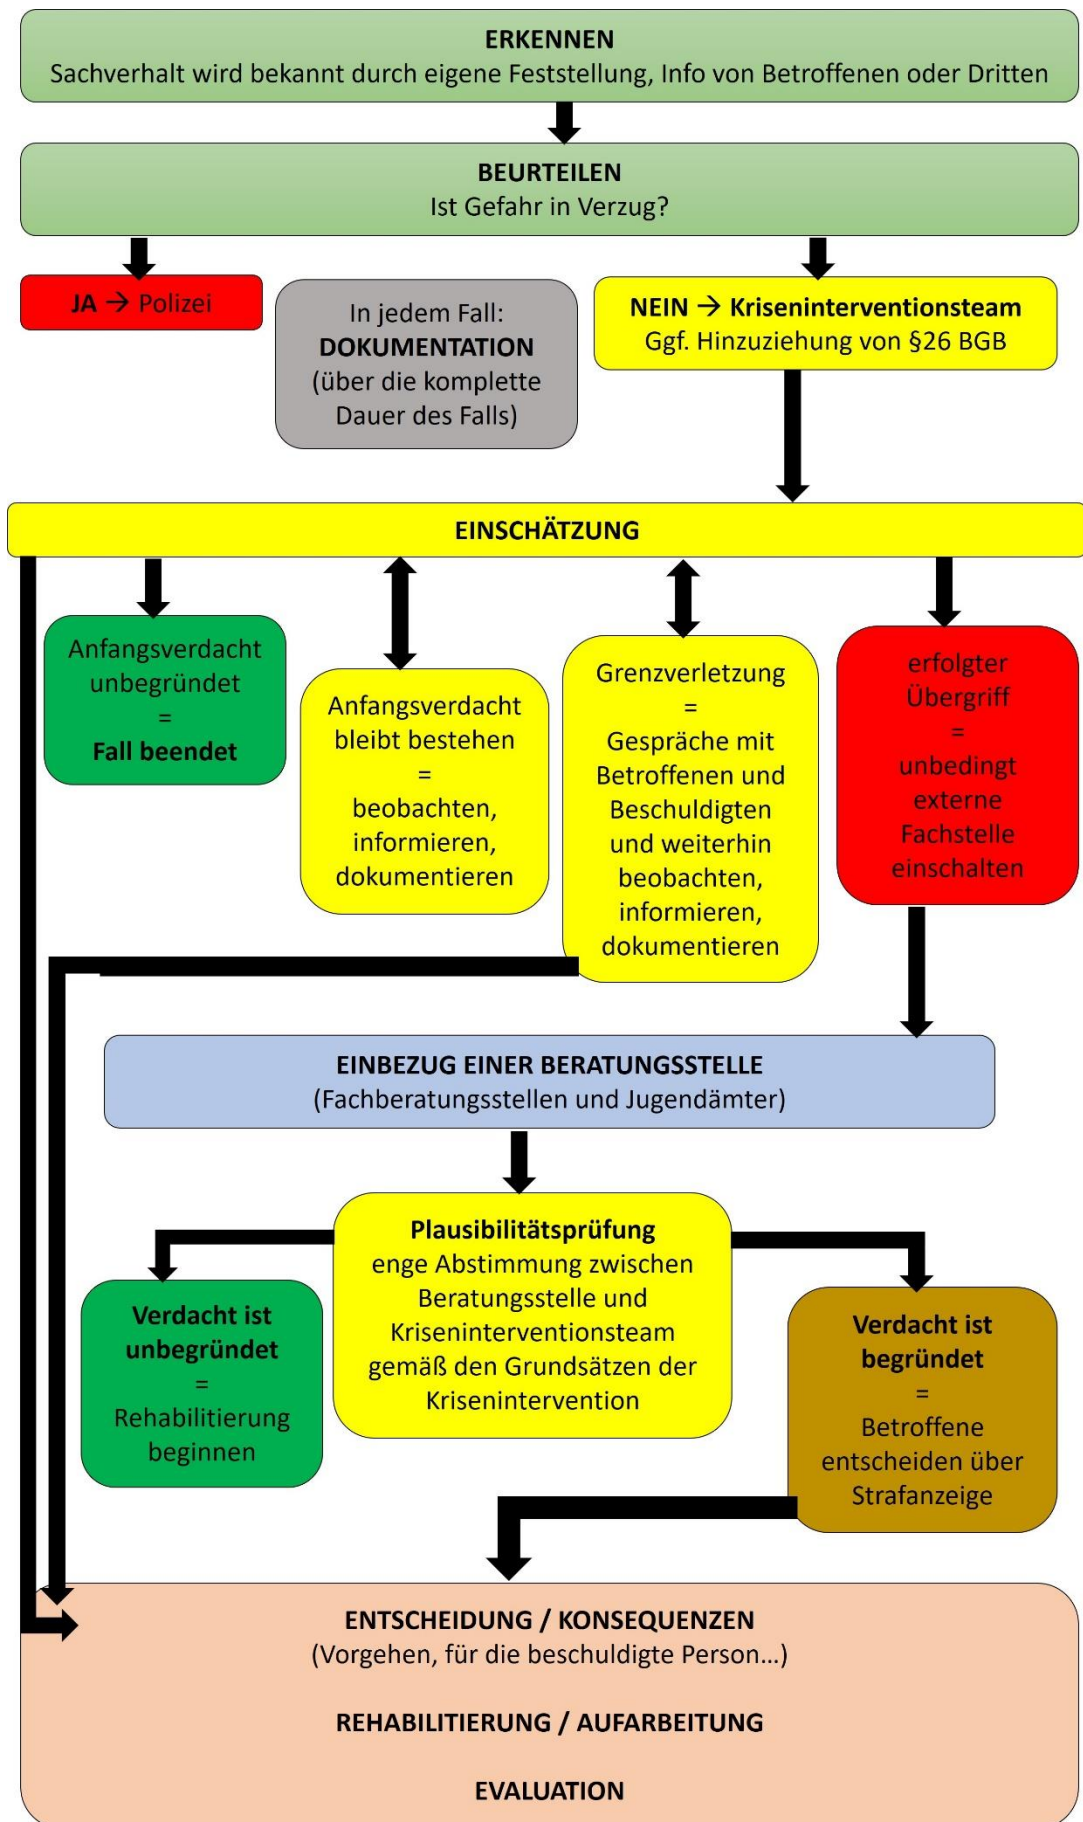 ERKENNEN
Sachverhalt wird bekannt durch eigene Feststellung, Info von Betroffenen oder Dritten
BEURTEILEN
Ist Gefahr in Verzug?
JA → Polizei
In jedem Fall:
DOKUMENTATION
(über die komplette
Dauer des Falls)
NEIN → Kriseninterventionsteam
Ggf. Hinzuziehung von §26 BGB
EINSCHÄTZUNG
Anfangsverdacht
unbegründet
=
Fall beendet
Anfangsverdacht
bleibt bestehen
=
beobachten,
informieren,
dokumentieren
Grenzverletzung
=
Gespräche mit
Betroffenen und
Beschuldigten
und weiterhin
beobachten,
informieren,
dokumentieren
erfolgter
Übergriff
=
unbedingt
externe
Fachstelle
einschalten
EINBEZUG EINER BERATUNGSSTELLE
(Fachberatungsstellen und Jugendämter)
Plausibilitätsprüfung
enge Abstimmung zwischen
Beratungsstelle und
Kriseninterventionsteam
gemäß den Grundsätzen der
Krisenintervention
Verdacht ist
unbegründet
=
Rehabilitierung
beginnen
Verdacht ist
begründet
=
Betroffene
entscheiden über
Strafanzeige
ENTSCHEIDUNG / KONSEQUENZEN
(Vorgehen, für die beschuldigte Person…)
REHABILITIERUNG / AUFARBEITUNG
EVALUATION